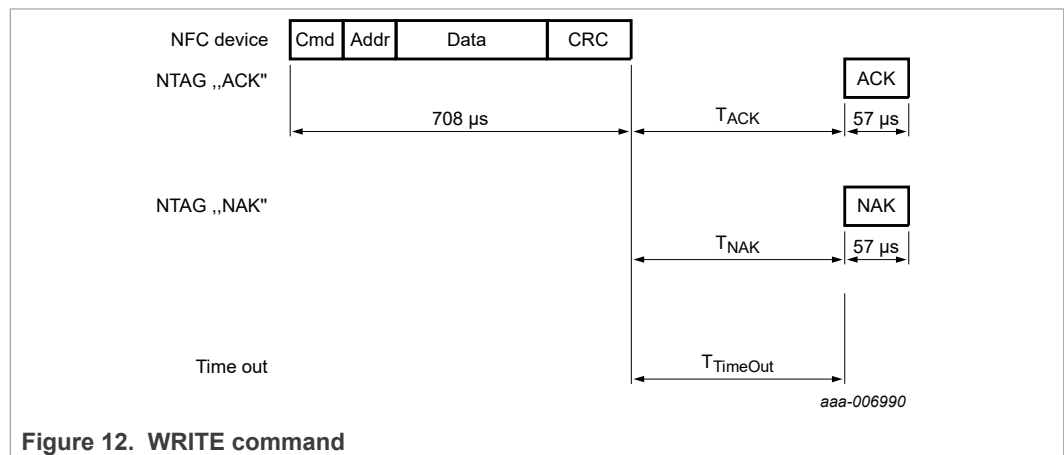 NFC device Cmd Addr Data CRC
NTAG ,,ACK" ACK
708 µs TACK 57 µs
NTAG ,,NAK" NAK
TNAK 57 µs
Time out TTimeOut
aaa-006990
Figure 12. WRITE command